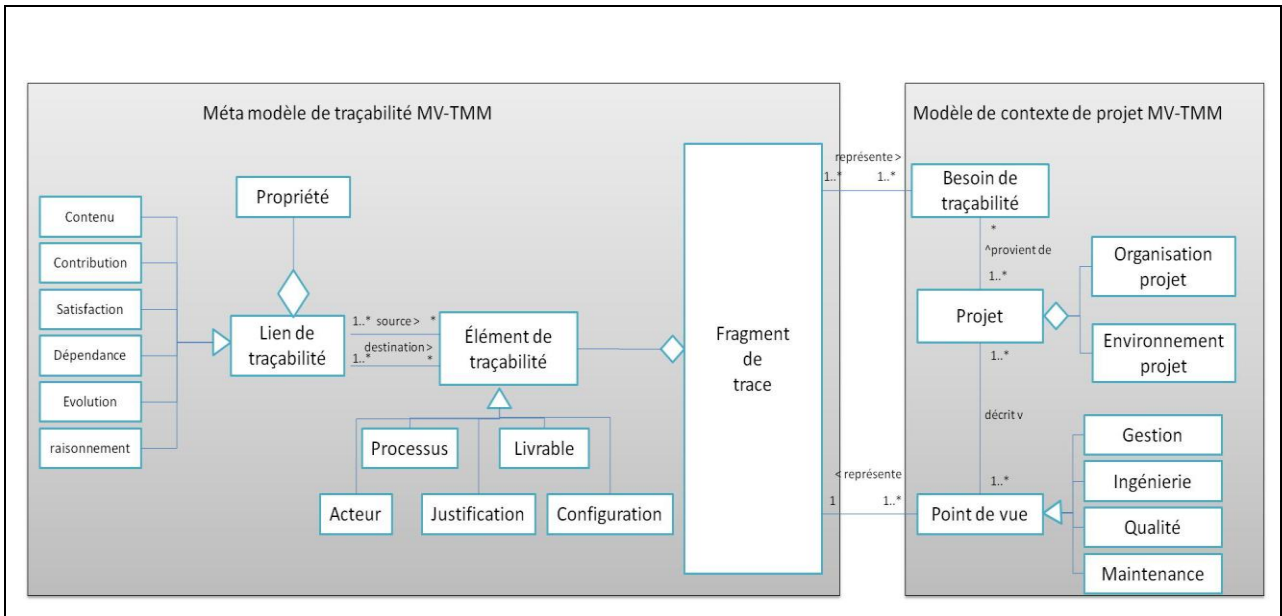 Méta modèle de traçabilité MV-TMM
Propriété
Contenu
Contribution
Satisfaction
Dépendance
Evolution
raisonnement
Lien de
traçabilité
1..* source > *
destination >
1..* *
Élément de
traçabilité
Processus
Livrable
Acteur
Justification
Configuration
Fragment
de
trace
représente >
1..* 1..*
< représente
1 1..*
Modèle de contexte de projet MV-TMM
Besoin de
traçabilité
*
^provient de
1..*
Projet
Organisation
projet
Environnement
projet
1..*
décrit v
1..*
Point de vue
Gestion
Ingénierie
Qualité
Maintenance